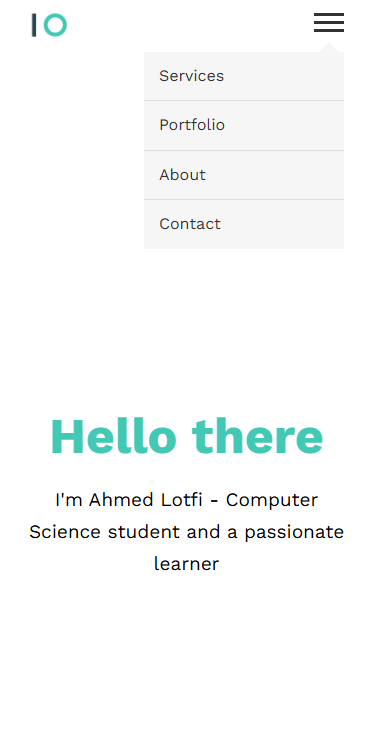 IO
Services
Portfolio
About
Contact
Hello there
I'm Ahmed Lotfi - Computer
Science student and a passionate
learner